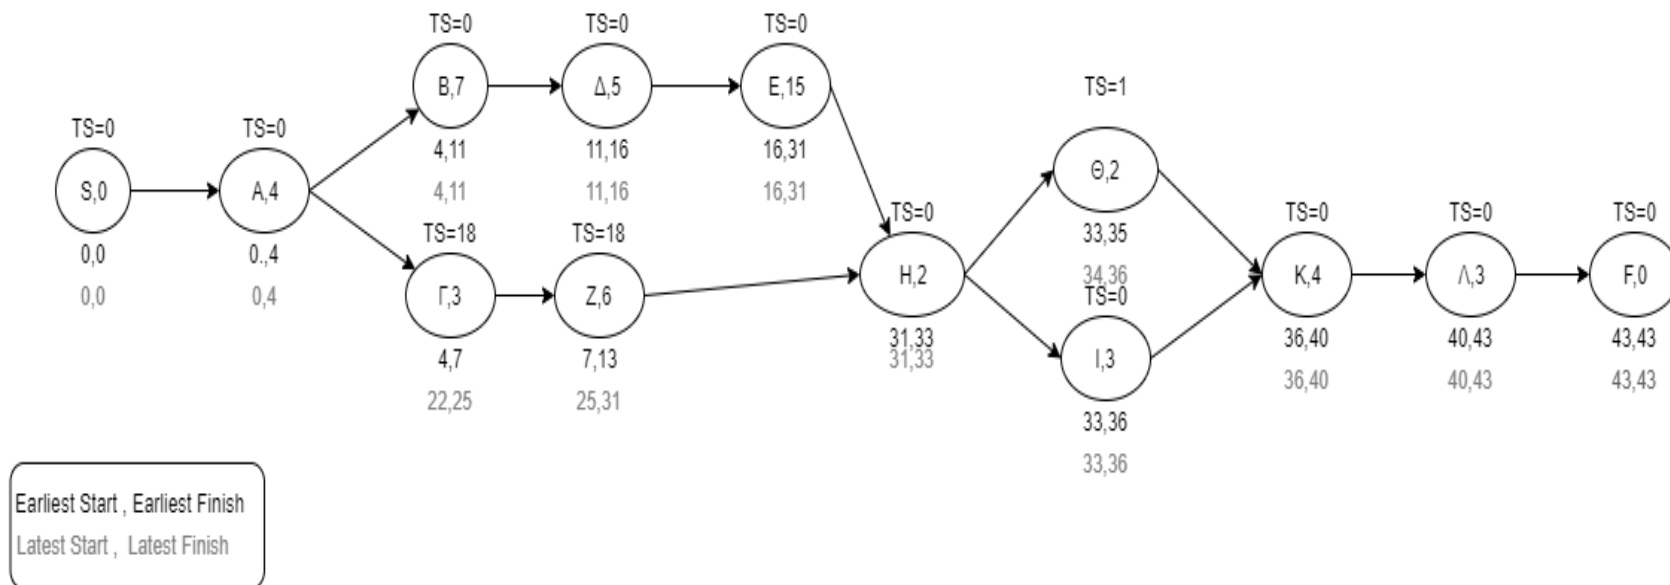 TS=0
TS=0
TS=0
B,7
Δ,5
E,15
4,11
11,16
16,31
4,11
11,16
16,31
TS=0
TS=0
S,0
A,4
0,0
0.,4
0,0
0,4
TS=18
TS=18
Γ,3
Z,6
4,7
7,13
22,25
25,31
TS=0
H,2
31,33
31,33
TS=1
Θ,2
33,35
34,36
TS=0
I,3
33,36
33,36
TS=0
TS=0
TS=0
K,4
Λ,3
F,0
36,40
40,43
43,43
36,40
40,43
43,43
Earliest Start , Earliest Finish
Latest Start , Latest Finish